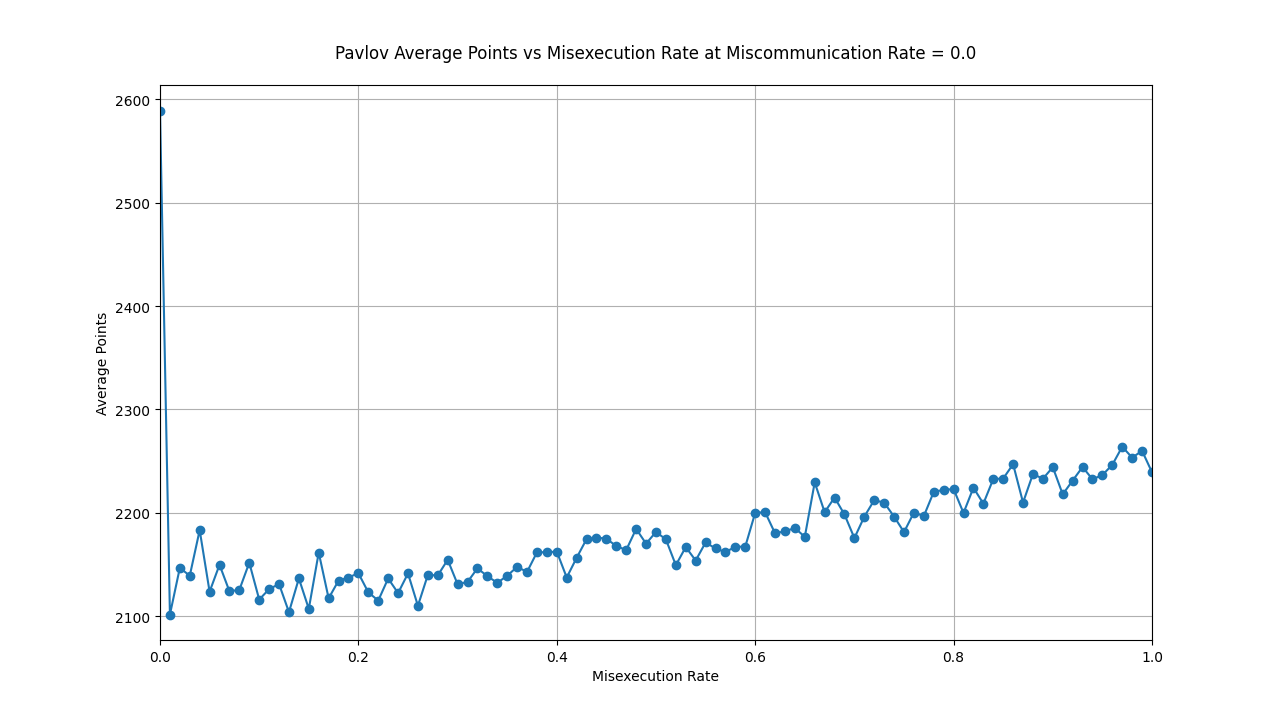 Pavlov Average Points vs Misexecution Rate at Miscommunication Rate = 0.0
2600
2500
2400
2300
2200
2100
Average Points
0.0 0.2 0.4 0.6 0.8 1.0
Misexecution Rate